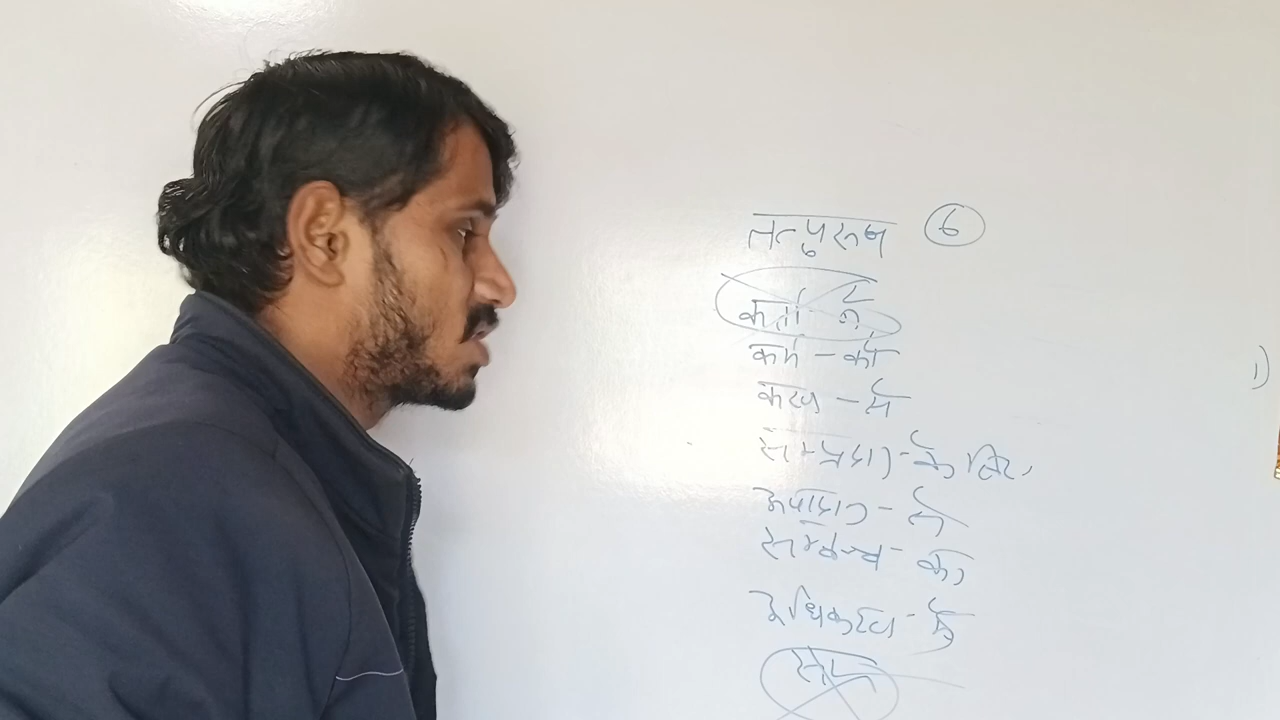 तत्पुरुष 6
कर्ता ने
कर्म - को
करण - से
सम्प्रदान - के लिए
अपादान - से
सम्बन्ध - का
अधिकरण - में
1)